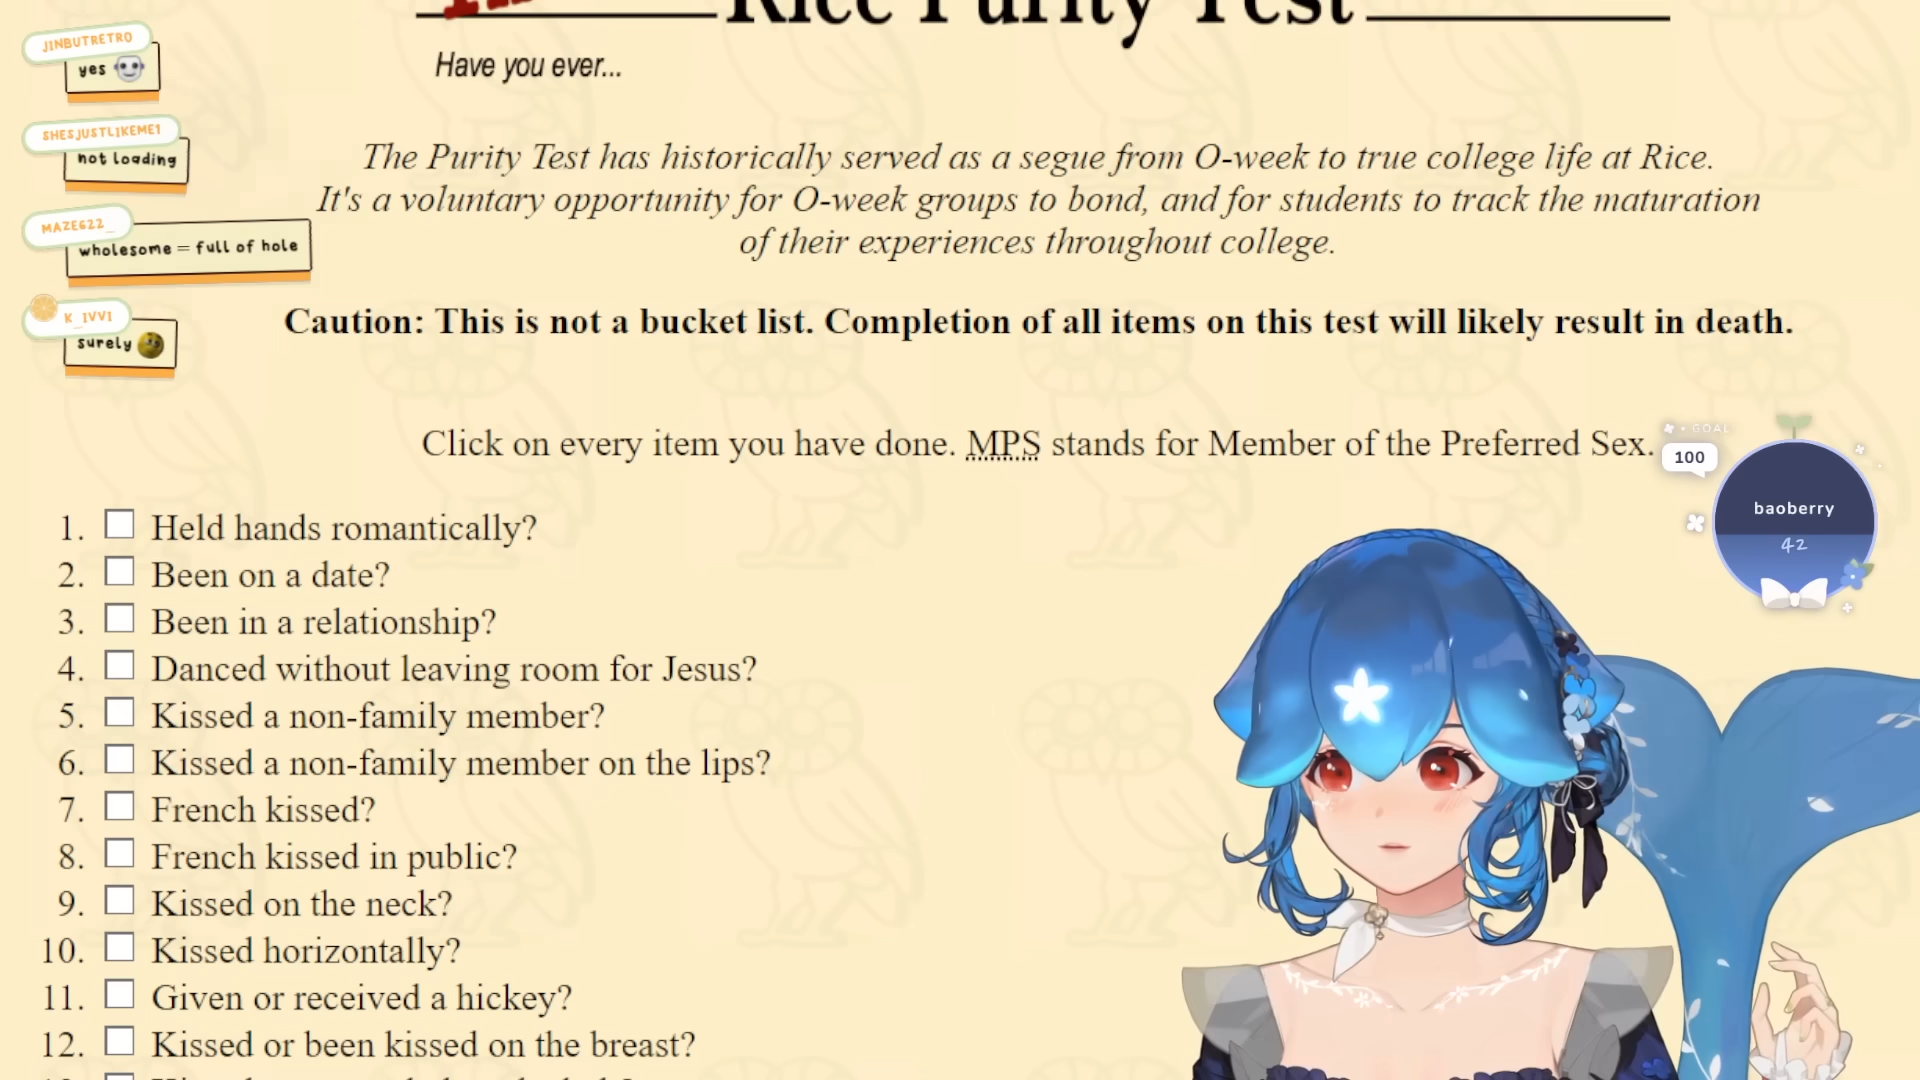 Rice Purity Test
Have you ever...
JINBUTRETRO
yes
SHESJUSTLIKEME1
not loading
MAZE622_
wholesome = full of hole
K_IVVI
surely
The Purity Test has historically served as a segue from O-week to true college life at Rice.
It's a voluntary opportunity for O-week groups to bond, and for students to track the maturation
of their experiences throughout college.
Caution: This is not a bucket list. Completion of all items on this test will likely result in death.
Click on every item you have done. MPS stands for Member of the Preferred Sex.
GOAL
100
baoberry
42
1. Held hands romantically?
2. Been on a date?
3. Been in a relationship?
4. Danced without leaving room for Jesus?
5. Kissed a non-family member?
6. Kissed a non-family member on the lips?
7. French kissed?
8. French kissed in public?
9. Kissed on the neck?
10. Kissed horizontally?
11. Given or received a hickey?
12. Kissed or been kissed on the breast?